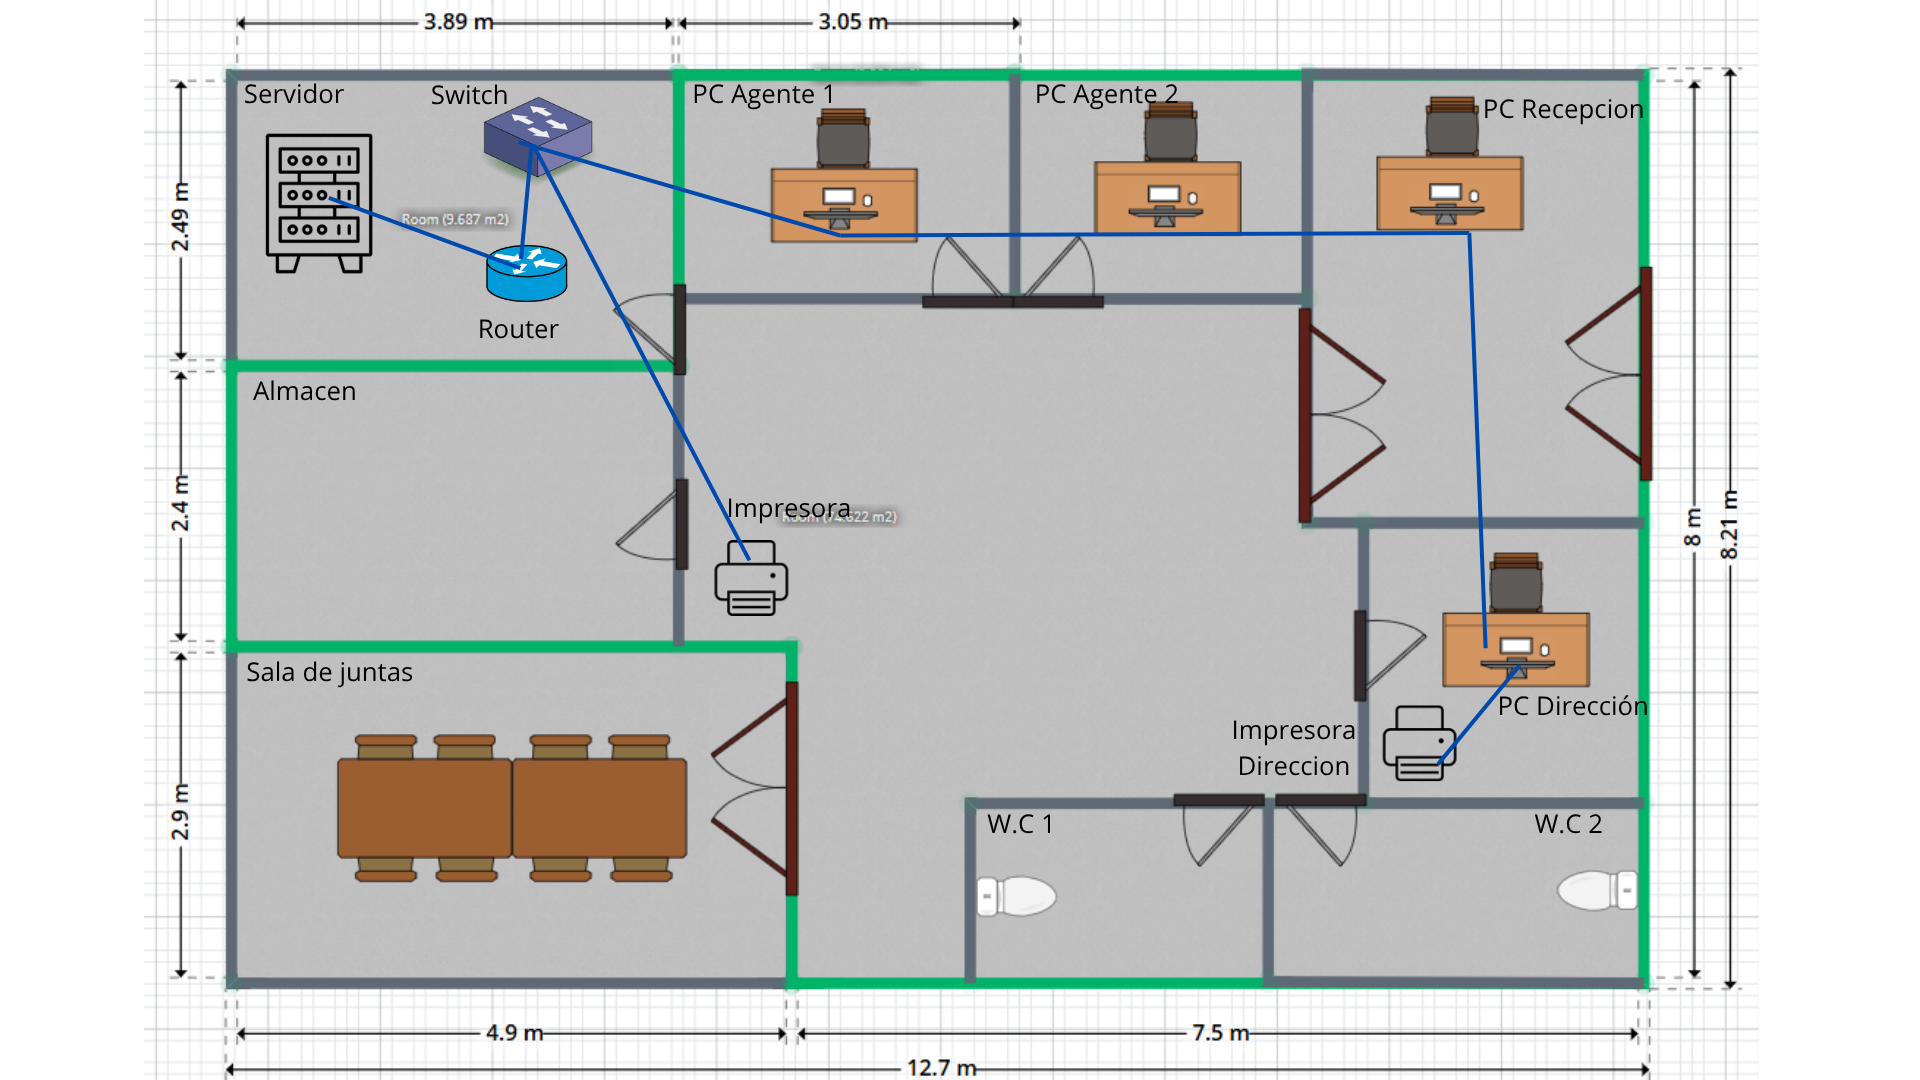 3.89 m
3.05 m
Servidor
Switch
PC Agente 1
PC Agente 2
PC Recepcion
2.49 m
Room (9.687 m2)
Router
Almacen
2.4 m
Impresora
Room (74.622 m2)
8 m
8.21 m
Sala de juntas
PC Dirección
Impresora
Direccion
2.9 m
W.C 1
W.C 2
4.9 m
7.5 m
12.7 m